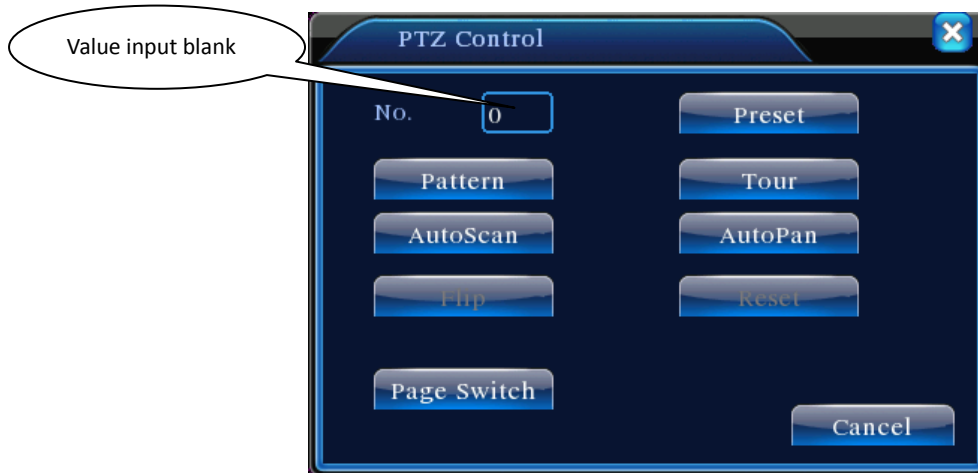 Value input blank
PTZ Control
No.
0
Preset
Pattern
Tour
AutoScan
AutoPan
Flip
Reset
Page Switch
Cancel